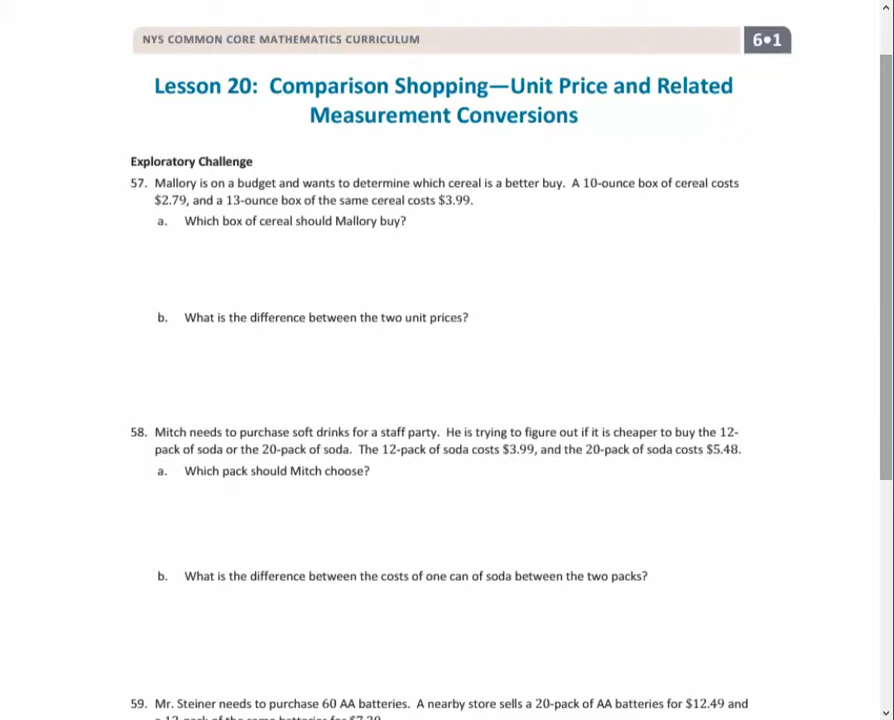 NYS COMMON CORE MATHEMATICS CURRICULUM
6•1
Lesson 20: Comparison Shopping—Unit Price and Related
Measurement Conversions
Exploratory Challenge
57. Mallory is on a budget and wants to determine which cereal is a better buy. A 10-ounce box of cereal costs
$2.79, and a 13-ounce box of the same cereal costs $3.99.
a. Which box of cereal should Mallory buy?
b. What is the difference between the two unit prices?
58. Mitch needs to purchase soft drinks for a staff party. He is trying to figure out if it is cheaper to buy the 12-
pack of soda or the 20-pack of soda. The 12-pack of soda costs $3.99, and the 20-pack of soda costs $5.48.
a. Which pack should Mitch choose?
b. What is the difference between the costs of one can of soda between the two packs?
59. Mr. Steiner needs to purchase 60 AA batteries. A nearby store sells a 20-pack of AA batteries for $12.49 and
a 12-pack of the same batteries for